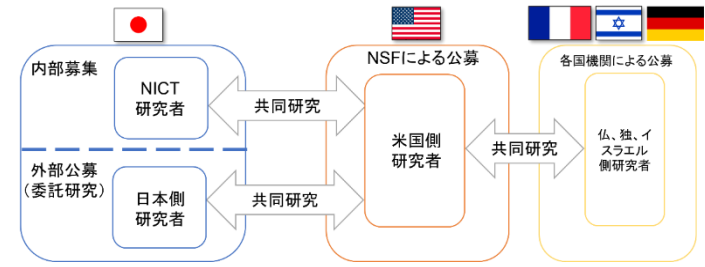 内部募集
NICT
研究者
共同研究
外部公募
（委託研究）
日本側
研究者
共同研究
NSFによる公募
米国側
研究者
共同研究
各国機関による公募
仏、独、イ
スラエル
側研究者